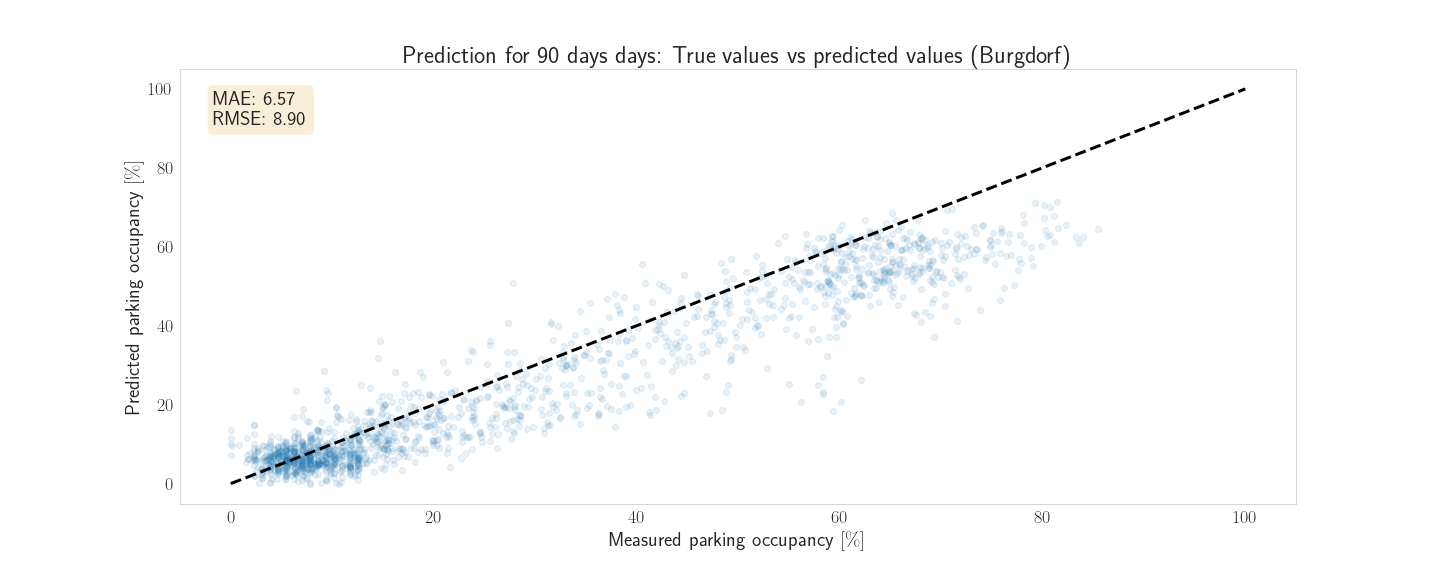 Prediction for 90 days days: True values vs predicted values (Burgdorf)
MAE: 6.57
RMSE: 8.90
100
80
60
40
20
0
Predicted parking occupancy [%]
0 20 40 60 80 100
Measured parking occupancy [%]